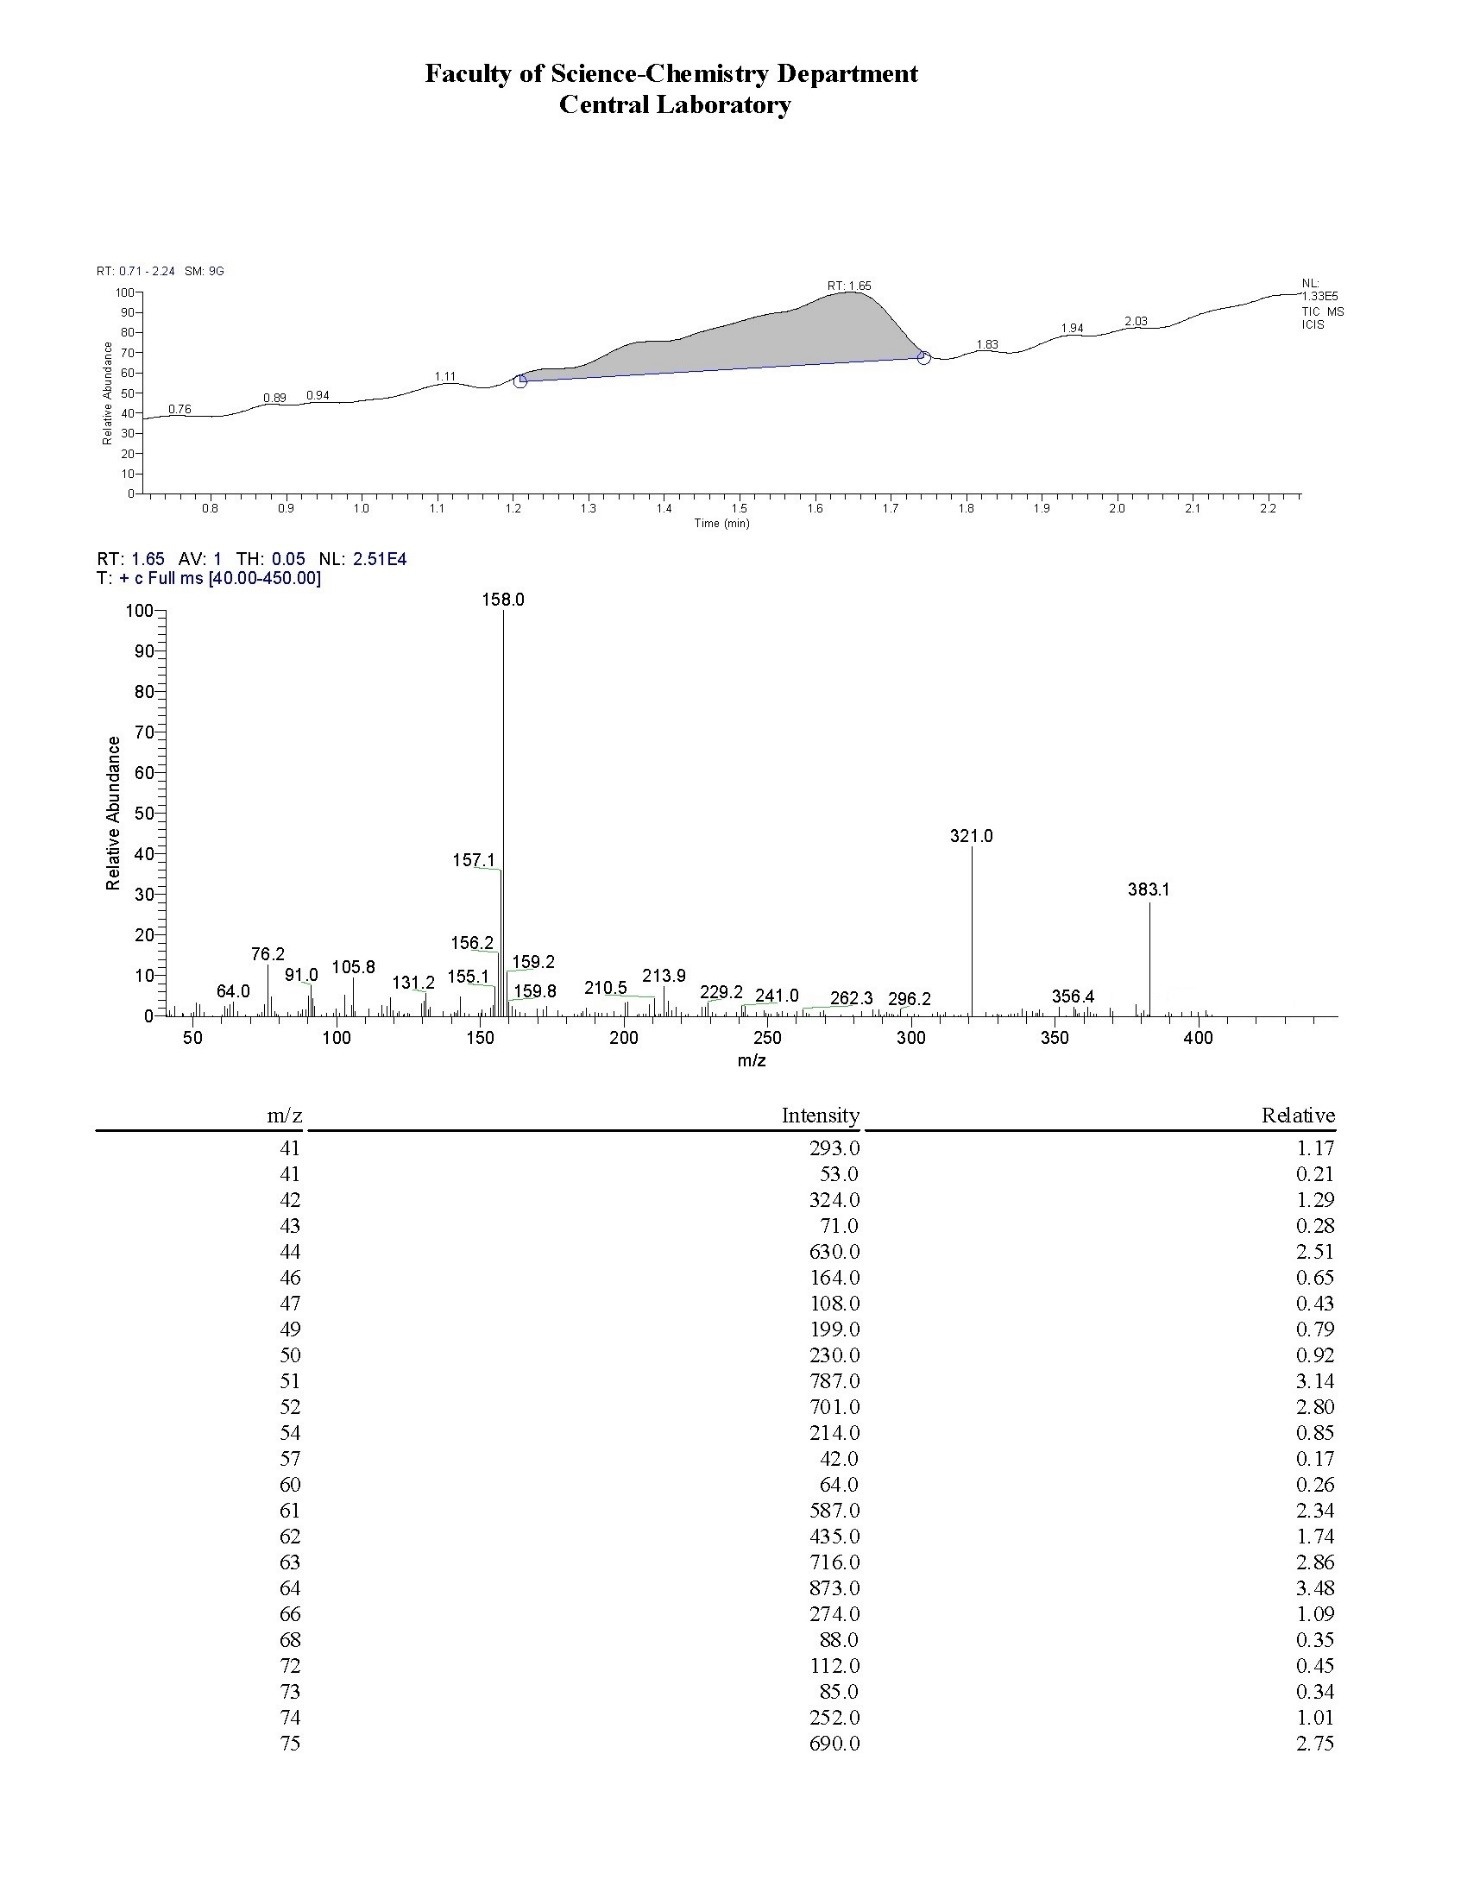 Faculty of Science-Chemistry Department
Central Laboratory
RT: 0.71 - 2.24 SM: 9G
RT: 1.65
NL:
1.33E5
TIC MS
ICIS
100
90
80
70
60
50
40
30
20
10
0
Relative Abundance
0.76
0.89
0.94
1.11
1.83
1.94
2.03
0.8 0.9 1.0 1.1 1.2 1.3 1.4 1.5 1.6 1.7 1.8 1.9 2.0 2.1 2.2
Time (min)
RT: 1.65 AV: 1 TH: 0.05 NL: 2.51E4
T: + c Full ms [40.00-450.00]
100
90
80
70
60
50
40
30
20
10
0
Relative Abundance
158.0
321.0
157.1
383.1
156.2
76.2
159.2
91.0
105.8
131.2
155.1
213.9
64.0
159.8
210.5
229.2
241.0
262.3
296.2
356.4
50 100 150 200 250 300 350 400
m/z
m/z Intensity Relative
41 293.0 1.17
41 53.0 0.21
42 324.0 1.29
43 71.0 0.28
44 630.0 2.51
46 164.0 0.65
47 108.0 0.43
49 199.0 0.79
50 230.0 0.92
51 787.0 3.14
52 701.0 2.80
54 214.0 0.85
57 42.0 0.17
60 64.0 0.26
61 587.0 2.34
62 435.0 1.74
63 716.0 2.86
64 873.0 3.48
66 274.0 1.09
68 88.0 0.35
72 112.0 0.45
73 85.0 0.34
74 252.0 1.01
75 690.0 2.75